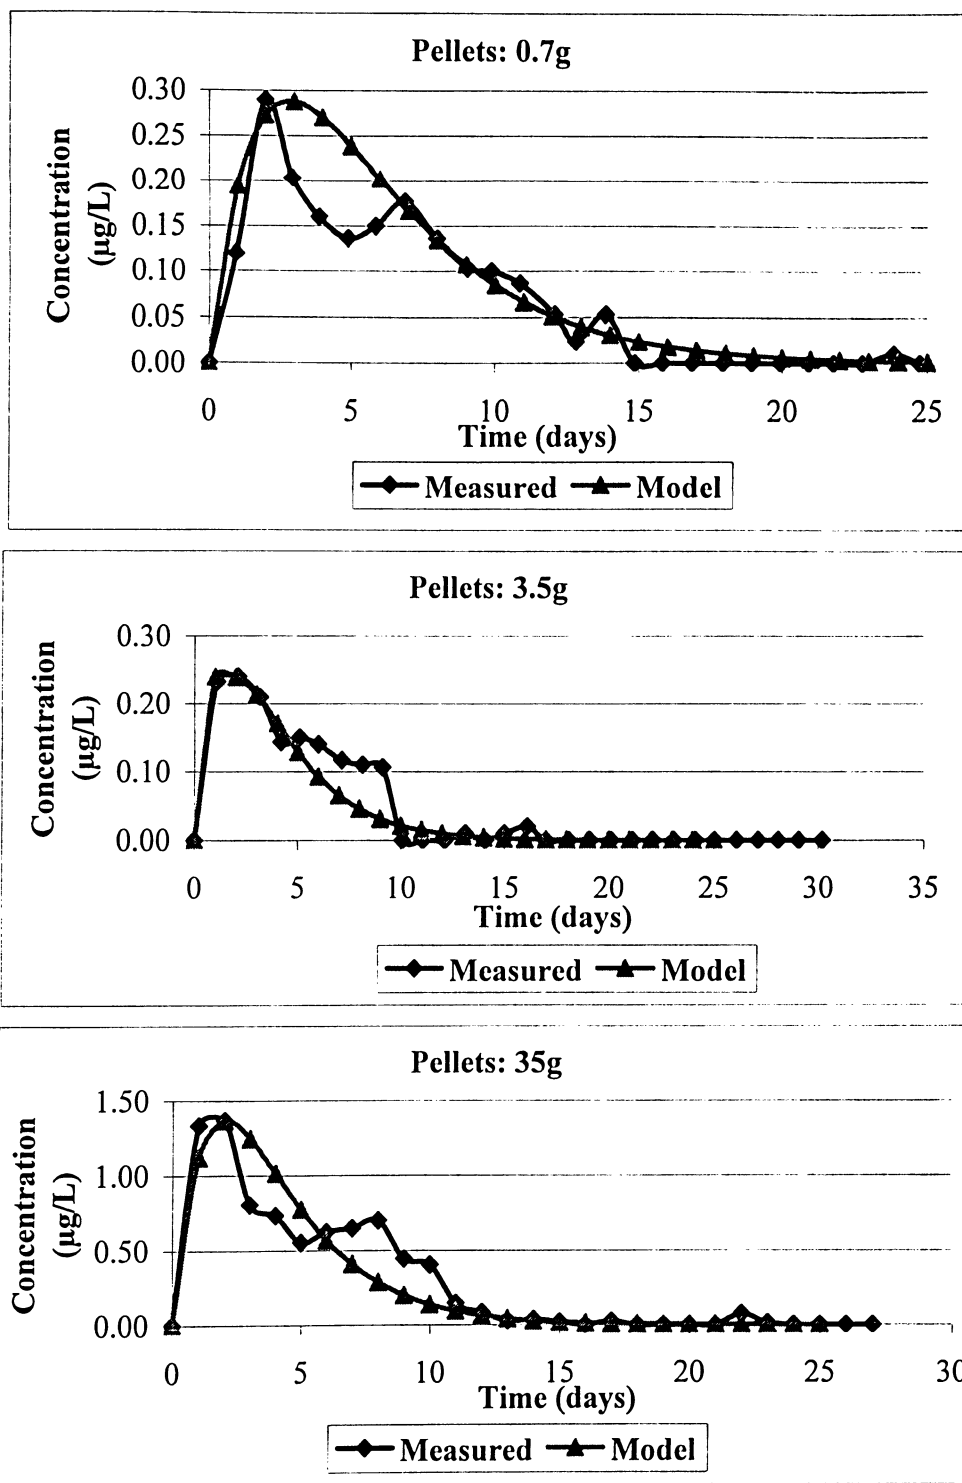 Pellets: 0.7g
Concentration
(µg/L)
0.30
0.25
0.20
0.15
0.10
0.05
0.00
0 5 10 15 20 25
Time (days)
Measured Model
Pellets: 3.5g
Concentration
(µg/L)
0.30
0.20
0.10
0.00
0 5 10 15 20 25 30 35
Time (days)
Measured Model
Pellets: 35g
Concentration
(µg/L)
1.50
1.00
0.50
0.00
0 5 10 15 20 25 30
Time (days)
Measured Model